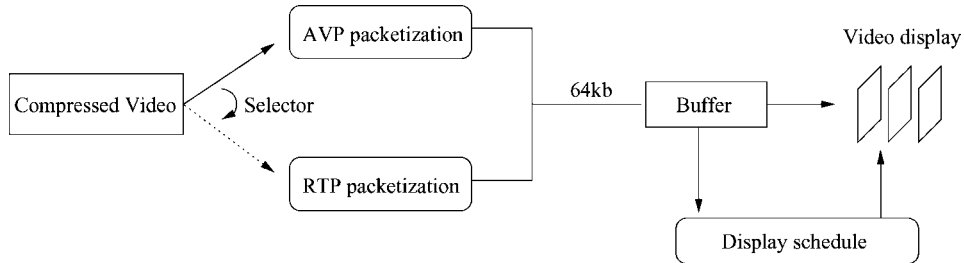 AVP packetization
Video display
Compressed Video
Selector
64kb
Buffer
RTP packetization
Display schedule